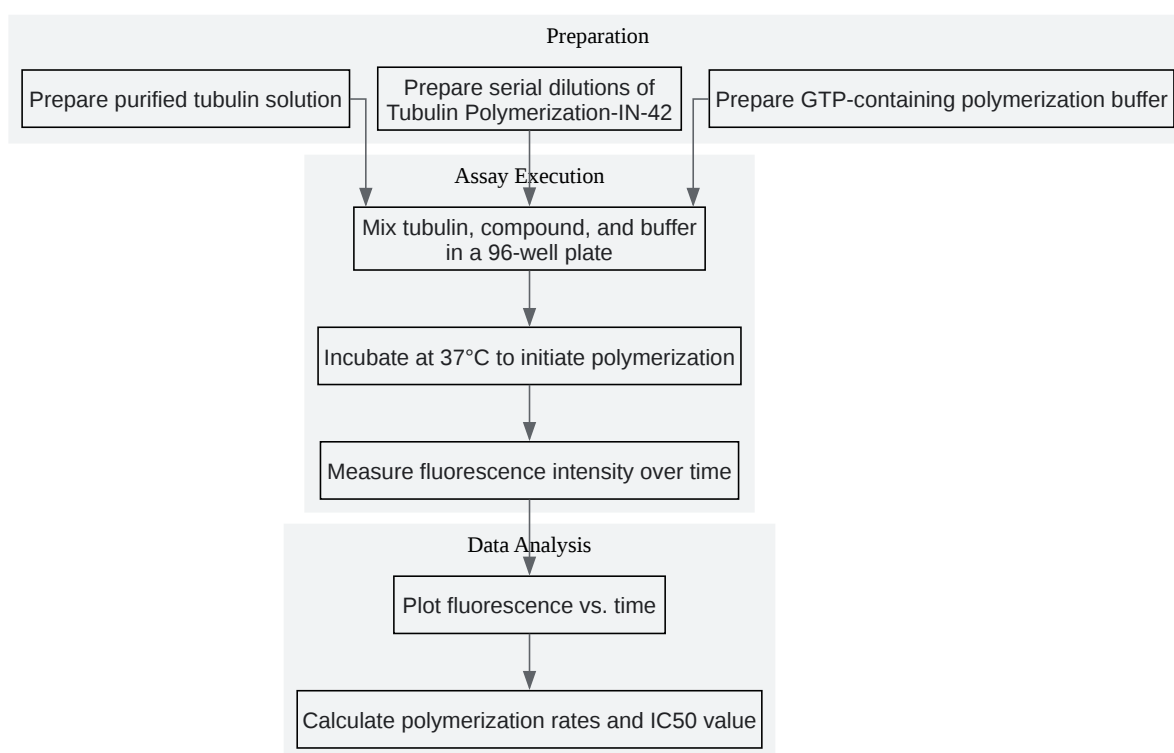 Preparation
Prepare purified tubulin solution
Prepare serial dilutions of
Tubulin Polymerization-IN-42
Prepare GTP-containing polymerization buffer
Assay Execution
Mix tubulin, compound, and buffer
in a 96-well plate
Incubate at 37°C to initiate polymerization
Measure fluorescence intensity over time
Data Analysis
Plot fluorescence vs. time
Calculate polymerization rates and IC50 value